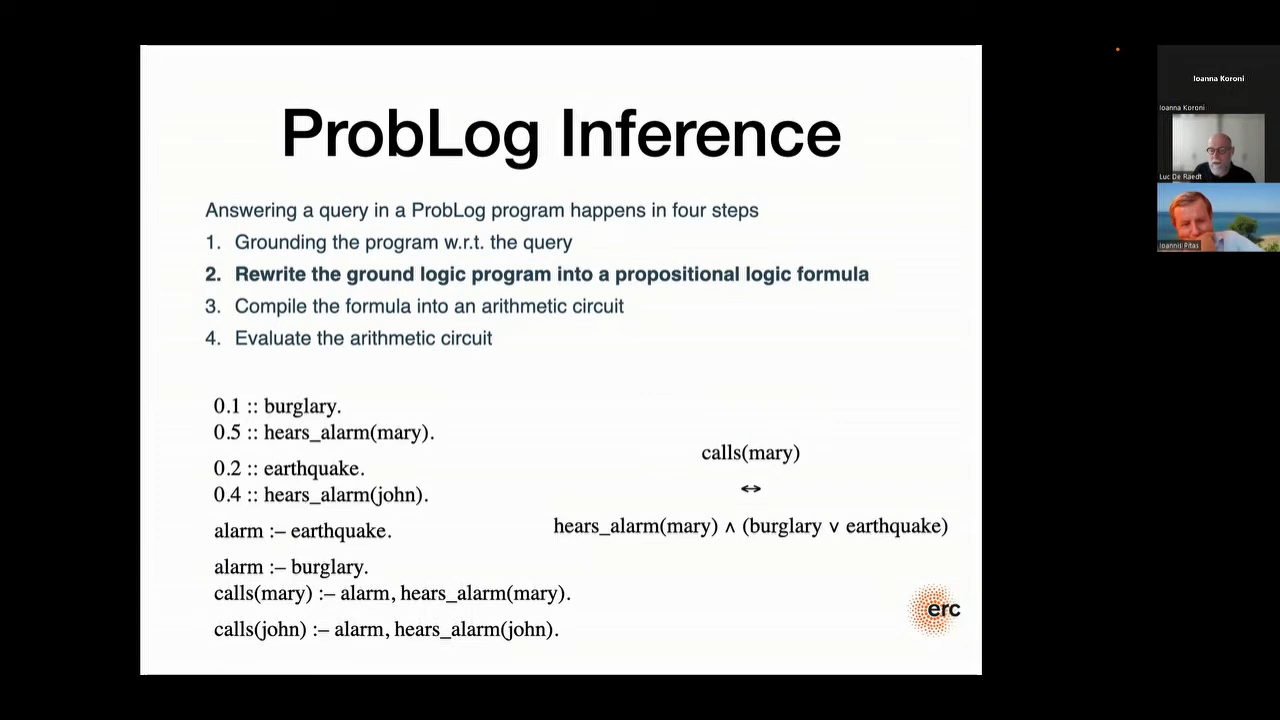 ProbLog Inference
Answering a query in a ProbLog program happens in four steps
1. Grounding the program w.r.t. the query
2. Rewrite the ground logic program into a propositional logic formula
3. Compile the formula into an arithmetic circuit
4. Evaluate the arithmetic circuit
0.1 :: burglary.
0.5 :: hears_alarm(mary).
0.2 :: earthquake.
0.4 :: hears_alarm(john).
alarm :– earthquake.
alarm :– burglary.
calls(mary) :– alarm, hears_alarm(mary).
calls(john) :– alarm, hears_alarm(john).
calls(mary)
↔
hears_alarm(mary) ∧ (burglary ∨ earthquake)
erc
Ioanna Koroni
Ioanna Koroni
Luc De Raedt
Ioannis Pitas